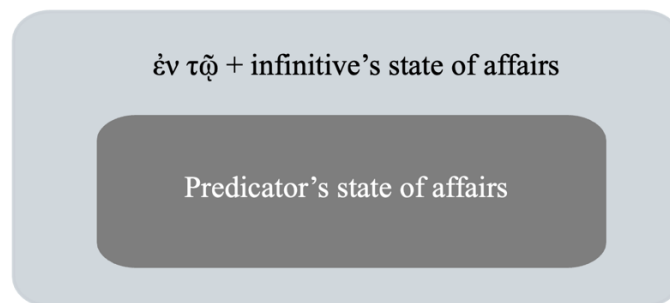 ἐν τῷ + infinitive’s state of affairs
Predicator’s state of affairs